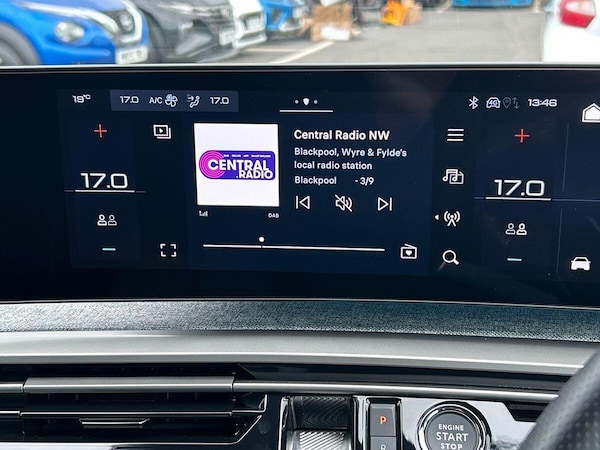 19°C
17.0 A/C 17.0
13:46
Central Radio NW
Blackpool, Wyre & Fylde's
local radio station
Blackpool - 3/9
CENTRAL
.RADIO
DAB
17.0
17.0
P
R
ENGINE
START
STOP